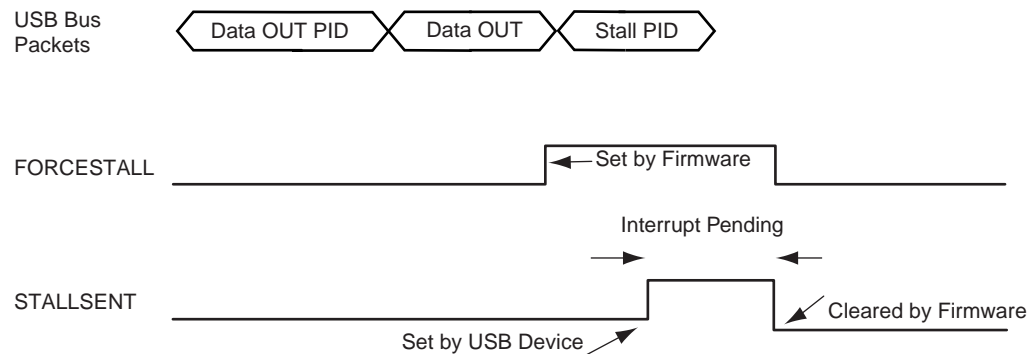 USB Bus
Packets
Data OUT PID
Data OUT
Stall PID
FORCESTALL
Set by Firmware
Interrupt Pending
STALLSENT
Cleared by Firmware
Set by USB Device